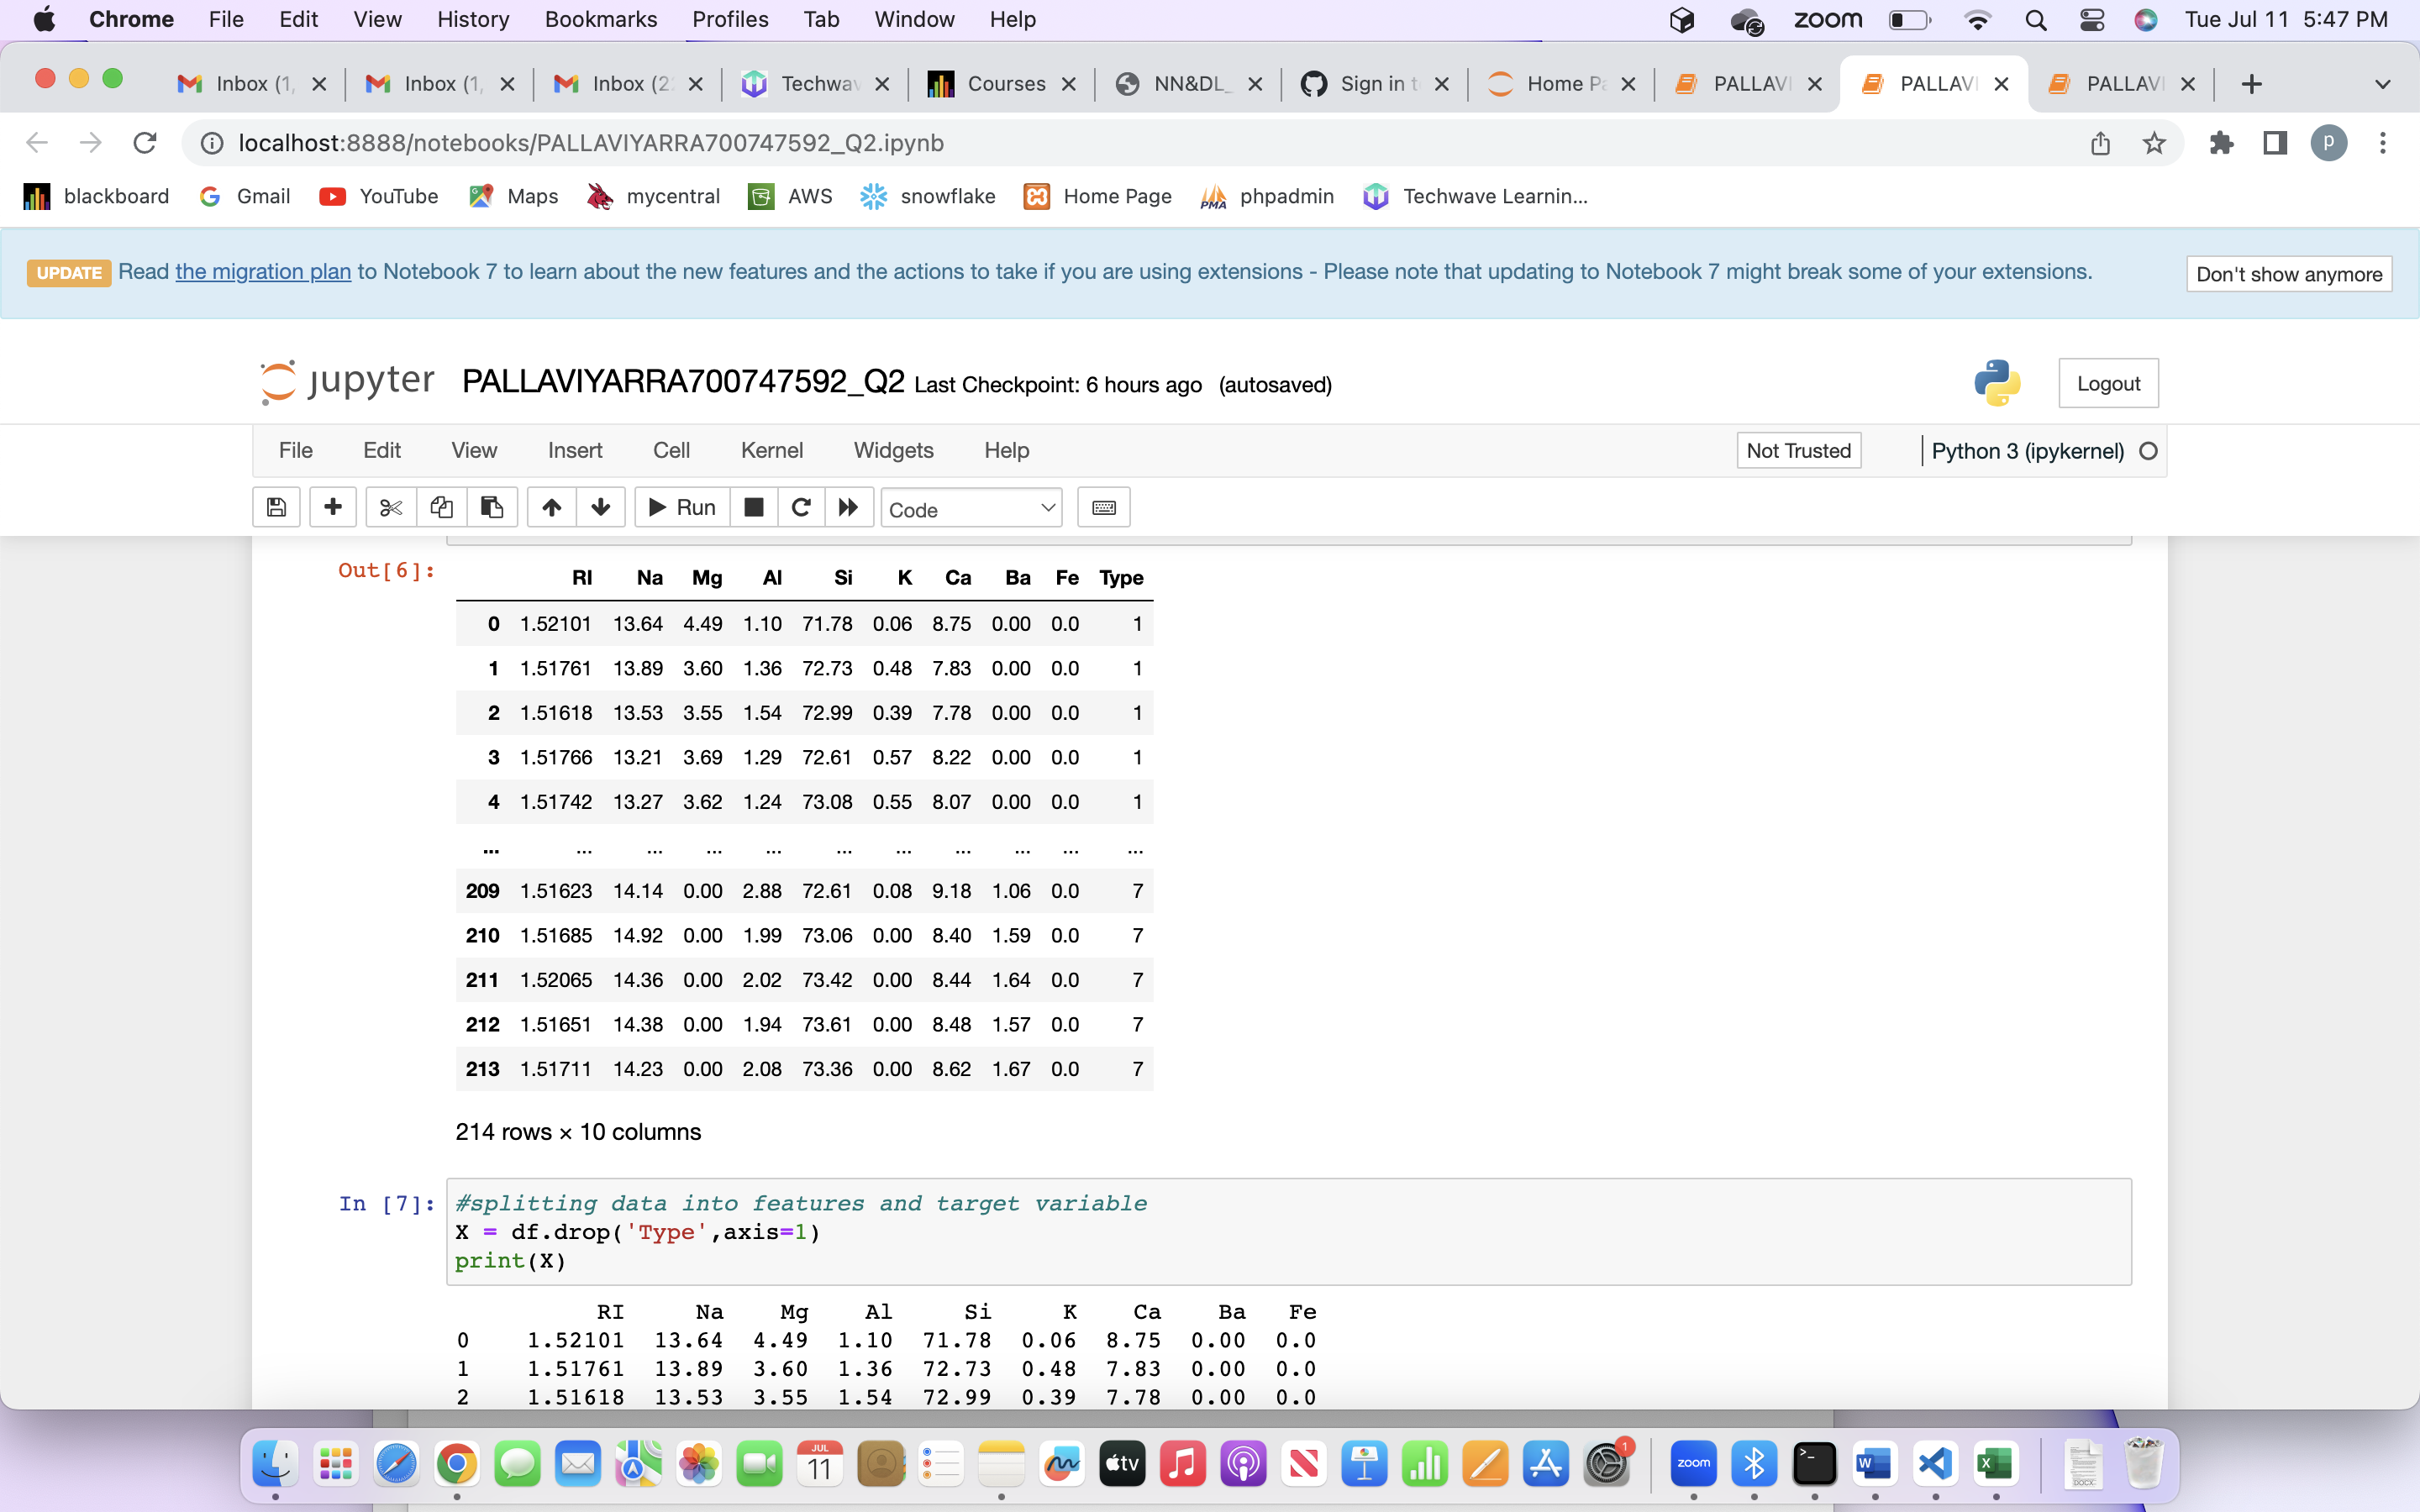 Chrome File Edit View History Bookmarks Profiles Tab Window Help zoom Tue Jul 11 5:47 PM
Inbox (1, Inbox (1, Inbox (2 Techwav Courses NN&DL_ Sign in t Home Pa PALLAVI PALLAVI PALLAVI
localhost:8888/notebooks/PALLAVIYARRA700747592_Q2.ipynb p
blackboard Gmail YouTube Maps mycentral AWS snowflake Home Page PMA phpadmin Techwave Learnin...
UPDATE Read the migration plan to Notebook 7 to learn about the new features and the actions to take if you are using extensions - Please note that updating to Notebook 7 might break some of your extensions. Don't show anymore
jupyter PALLAVIYARRA700747592_Q2 Last Checkpoint: 6 hours ago (autosaved) Logout
File Edit View Insert Cell Kernel Widgets Help Not Trusted Python 3 (ipykernel)
Run Code
Out[6]:
RI Na Mg Al Si K Ca Ba Fe Type
0 1.52101 13.64 4.49 1.10 71.78 0.06 8.75 0.00 0.0 1
1 1.51761 13.89 3.60 1.36 72.73 0.48 7.83 0.00 0.0 1
2 1.51618 13.53 3.55 1.54 72.99 0.39 7.78 0.00 0.0 1
3 1.51766 13.21 3.69 1.29 72.61 0.57 8.22 0.00 0.0 1
4 1.51742 13.27 3.62 1.24 73.08 0.55 8.07 0.00 0.0 1
... ... ... ... ... ... ... ... ... ... ...
209 1.51623 14.14 0.00 2.88 72.61 0.08 9.18 1.06 0.0 7
210 1.51685 14.92 0.00 1.99 73.06 0.00 8.40 1.59 0.0 7
211 1.52065 14.36 0.00 2.02 73.42 0.00 8.44 1.64 0.0 7
212 1.51651 14.38 0.00 1.94 73.61 0.00 8.48 1.57 0.0 7
213 1.51711 14.23 0.00 2.08 73.36 0.00 8.62 1.67 0.0 7
214 rows × 10 columns
In [7]: #splitting data into features and target variable
X = df.drop('Type',axis=1)
print(X)
RI Na Mg Al Si K Ca Ba Fe
0 1.52101 13.64 4.49 1.10 71.78 0.06 8.75 0.00 0.0
1 1.51761 13.89 3.60 1.36 72.73 0.48 7.83 0.00 0.0
2 1.51618 13.53 3.55 1.54 72.99 0.39 7.78 0.00 0.0
JUL 11 tv 1 zoom >_ W X DOCX